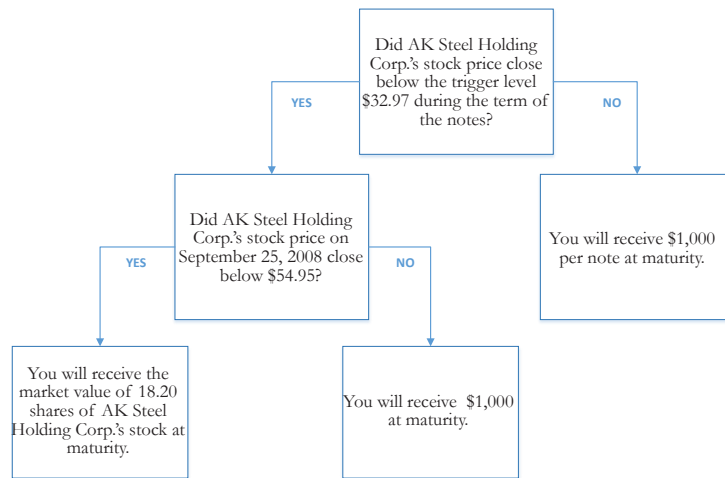 Did AK Steel Holding
Corp.'s stock price close
below the trigger level
$32.97 during the term of
the notes?
YES
NO
Did AK Steel Holding
Corp.'s stock price on
September 25, 2008 close
below $54.95?
You will receive $1,000
per note at maturity.
YES
NO
You will receive the
market value of 18.20
shares of AK Steel
Holding Corp.'s stock at
maturity.
You will receive $1,000
at maturity.